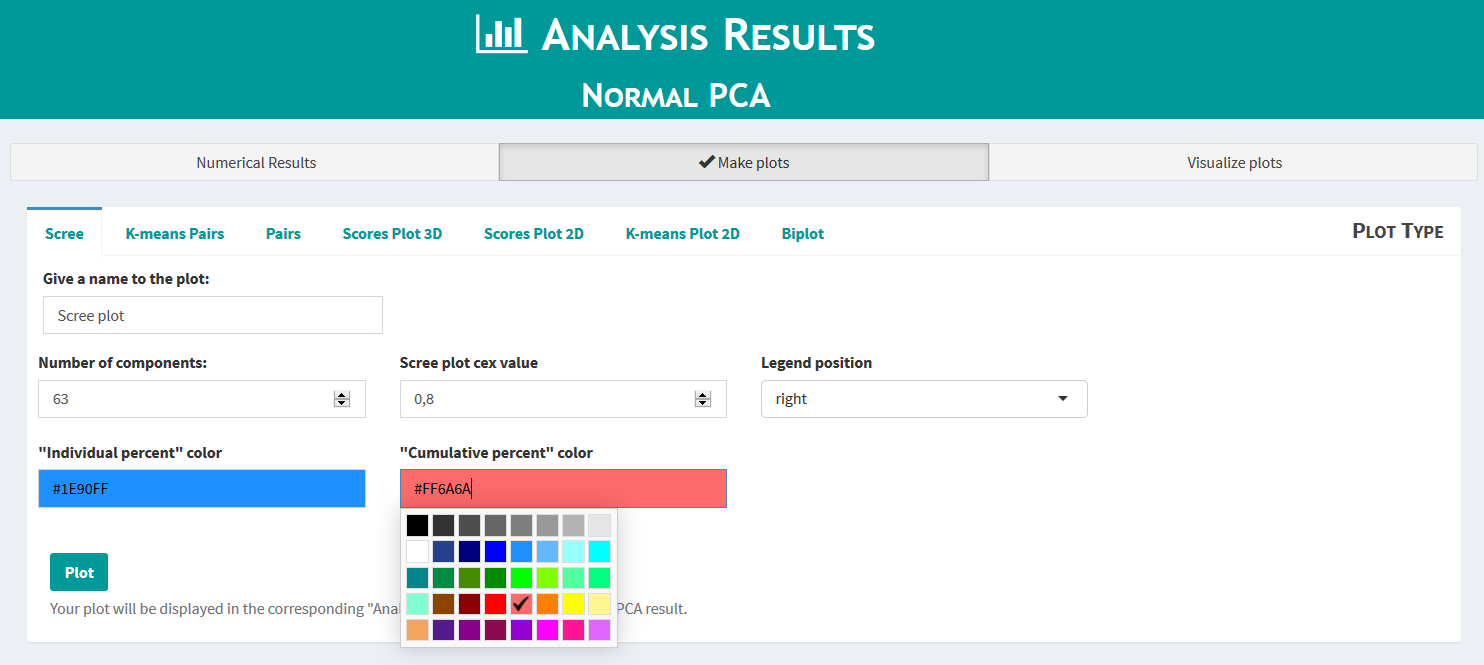 Analysis Results
Normal PCA
Numerical Results Make plots Visualize plots
Scree K-means Pairs Pairs Scores Plot 3D Scores Plot 2D K-means Plot 2D Biplot Plot Type
Give a name to the plot:
Scree plot
Number of components: Scree plot cex value Legend position
63 0,8 right
"Individual percent" color "Cumulative percent" color
#1E90FF #FF6A6A
Plot
Your plot will be displayed in the corresponding "Anal PCA result.